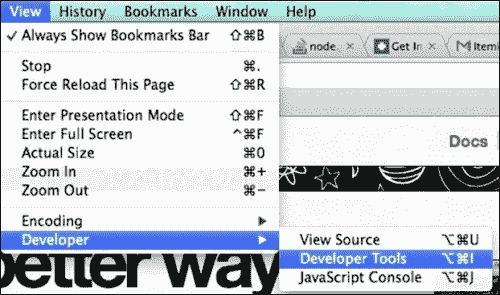 View History Bookmarks Window Help
✓ Always Show Bookmarks Bar ⇧⌘B
Stop ⌘.
Force Reload This Page ⇧⌘R
Enter Presentation Mode ⇧⌘F
Enter Full Screen ^⌘F
Actual Size ⌘0
Zoom In ⌘+
Zoom Out ⌘−
Encoding ▶
Developer ▶
View Source ⌥⌘U
Developer Tools ⌥⌘I
JavaScript Console ⌥⌘J
node. × Get In × Itemi
Docs
better way